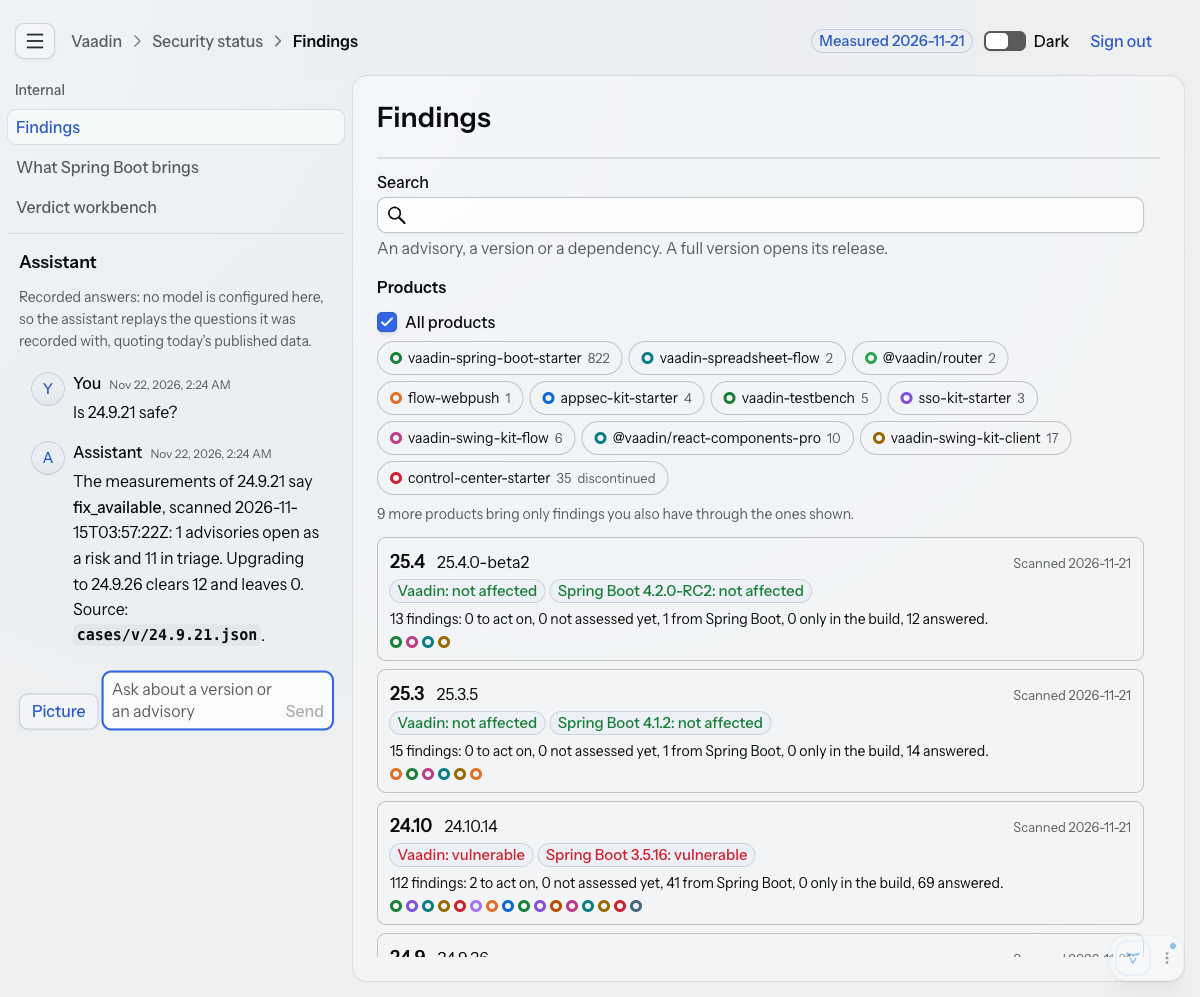 Vaadin > Security status > Findings
Measured 2026-11-21
Dark
Sign out
Internal
Findings
What Spring Boot brings
Verdict workbench
Assistant
Recorded answers: no model is configured here,
so the assistant replays the questions it was
recorded with, quoting today's published data.
Y
You Nov 22, 2026, 2:24 AM
Is 24.9.21 safe?
A
Assistant Nov 22, 2026, 2:24 AM
The measurements of 24.9.21 say
fix_available, scanned 2026-11-
15T03:57:22Z: 1 advisories open as
a risk and 11 in triage. Upgrading
to 24.9.26 clears 12 and leaves 0.
Source:
cases/v/24.9.21.json.
Picture
Ask about a version or
an advisory
Send
Findings
Search
An advisory, a version or a dependency. A full version opens its release.
Products
All products
vaadin-spring-boot-starter 822
vaadin-spreadsheet-flow 2
@vaadin/router 2
flow-webpush 1
appsec-kit-starter 4
vaadin-testbench 5
sso-kit-starter 3
vaadin-swing-kit-flow 6
@vaadin/react-components-pro 10
vaadin-swing-kit-client 17
control-center-starter 35 discontinued
9 more products bring only findings you also have through the ones shown.
25.4 25.4.0-beta2
Scanned 2026-11-21
Vaadin: not affected
Spring Boot 4.2.0-RC2: not affected
13 findings: 0 to act on, 0 not assessed yet, 1 from Spring Boot, 0 only in the build, 12 answered.
25.3 25.3.5
Scanned 2026-11-21
Vaadin: not affected
Spring Boot 4.1.2: not affected
15 findings: 0 to act on, 0 not assessed yet, 1 from Spring Boot, 0 only in the build, 14 answered.
24.10 24.10.14
Scanned 2026-11-21
Vaadin: vulnerable
Spring Boot 3.5.16: vulnerable
112 findings: 2 to act on, 0 not assessed yet, 41 from Spring Boot, 0 only in the build, 69 answered.
24.9 24.9.26